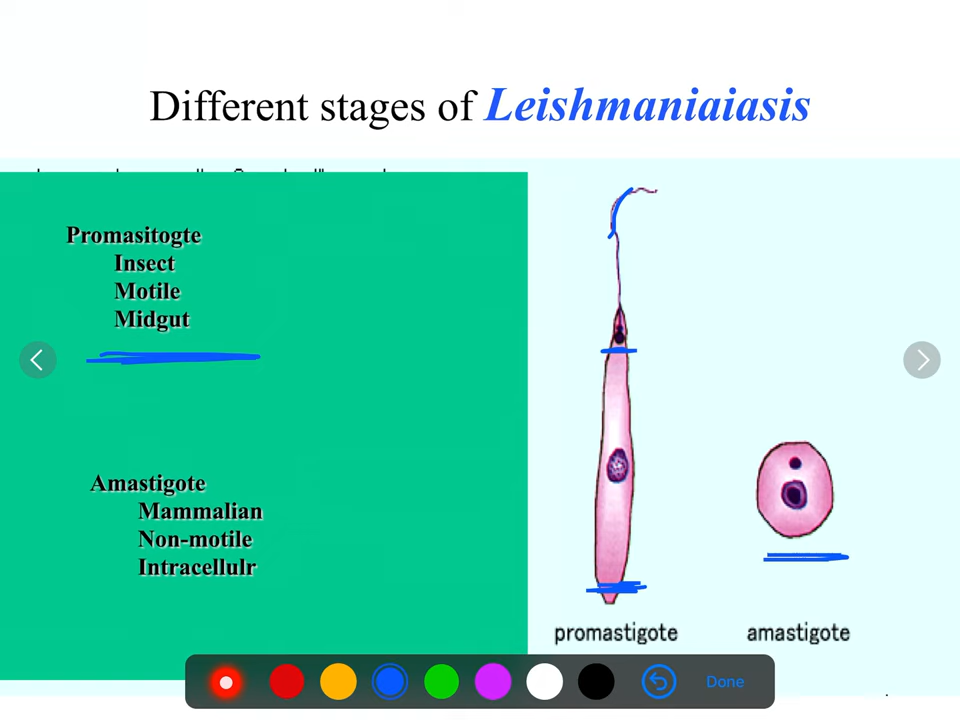 Different stages of Leishmaniaiasis
Promasitogte
Insect
Motile
Midgut
Amastigote
Mammalian
Non-motile
Intracellulr
promastigote
amastigote
Done